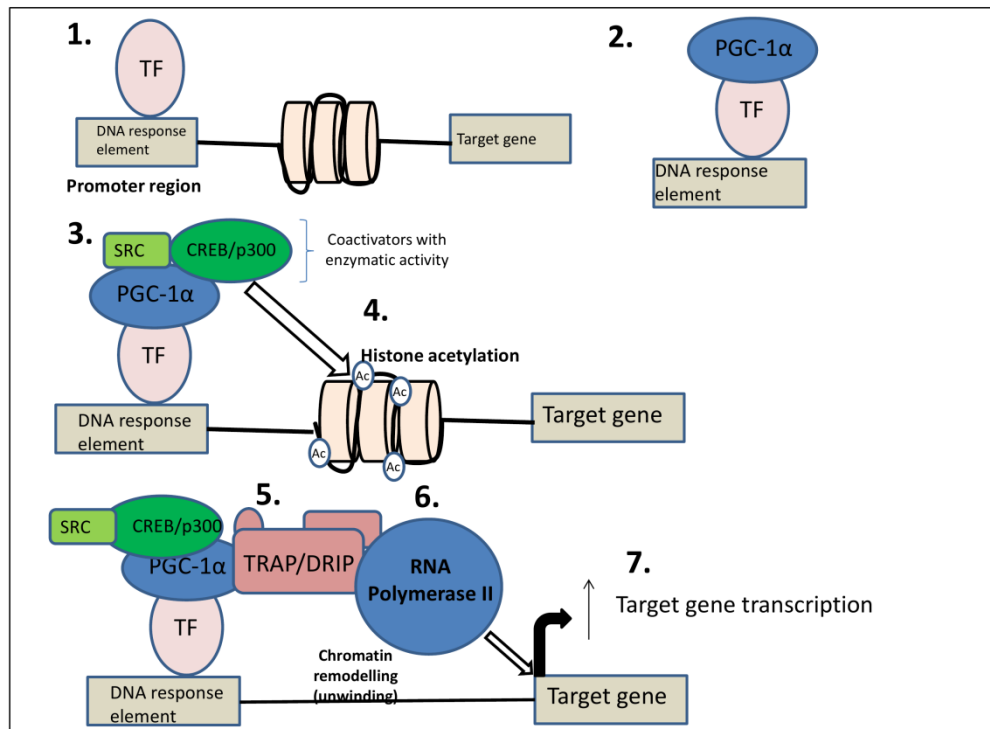 1.
TF
DNA response
element
Promoter region
Target gene
2.
PGC-1α
TF
DNA response
element
3.
SRC
CREB/p300
Coactivators with
enzymatic activity
PGC-1α
TF
DNA response
element
4.
Histone acetylation
Ac
Ac
Ac
Ac
Target gene
5.
6.
SRC
CREB/p300
PGC-1α
TRAP/DRIP
RNA
Polymerase II
7.
Target gene transcription
TF
Chromatin
remodelling
(unwinding)
DNA response
element
Target gene